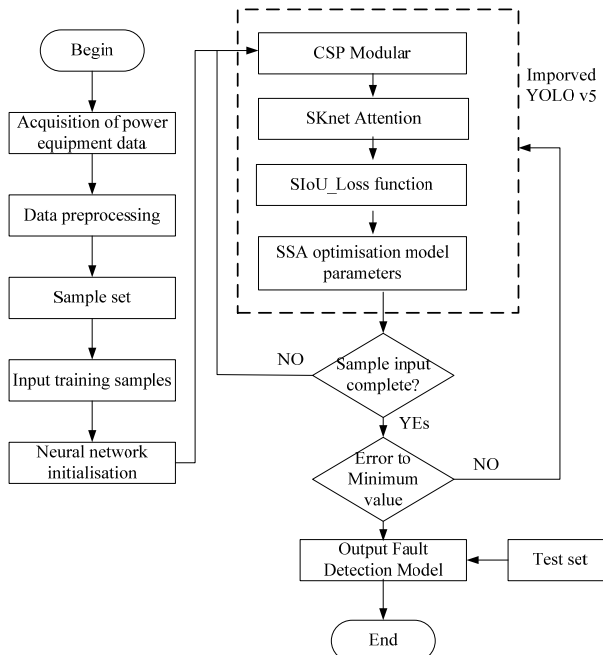 Begin
Acquisition of power
equipment data
Data preprocessing
Sample set
Input training samples
Neural network
initialisation
CSP Modular
SKnet Attention
SIoU_Loss function
SSA optimisation model
parameters
Imporved
YOLO v5
NO
Sample input
complete?
YEs
Error to
Minimum
value
NO
Output Fault
Detection Model
Test set
End